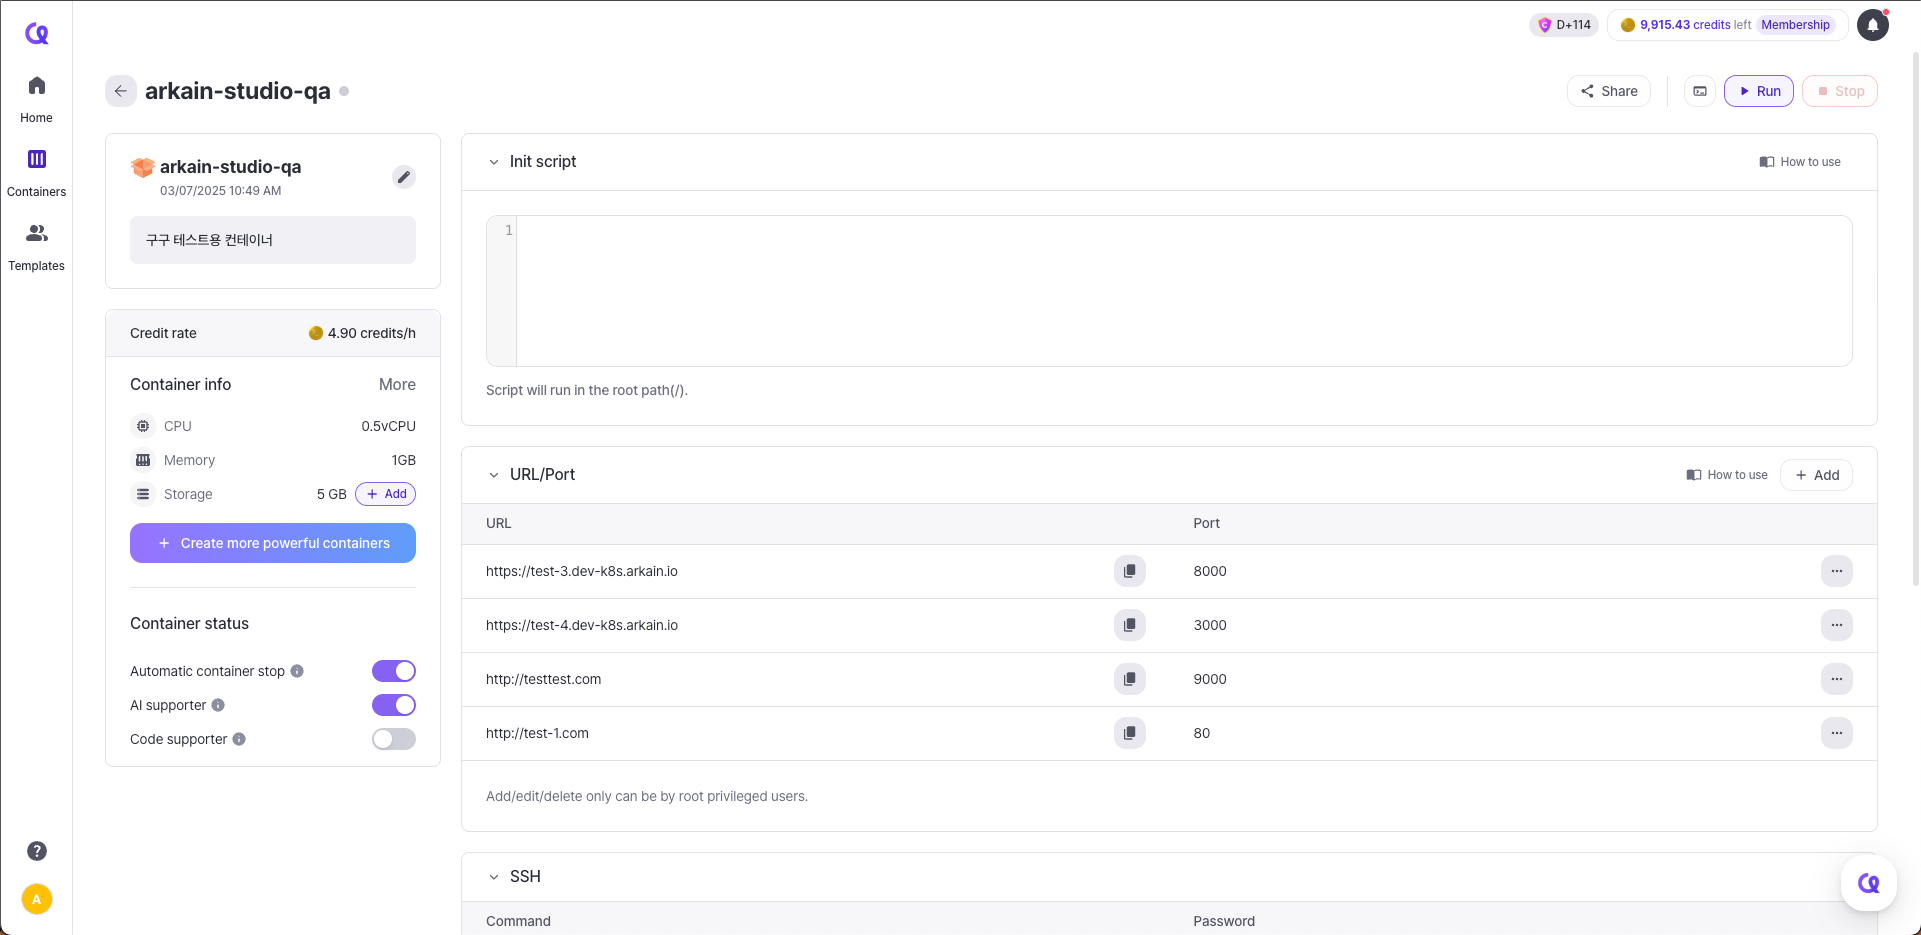 D+114
9,915.43 credits left Membership
arkain-studio-qa
Share
Run
Stop
Home
Containers
Templates
arkain-studio-qa
03/07/2025 10:49 AM
구구 테스트용 컨테이너
Credit rate
4.90 credits/h
Container info
More
CPU
0.5vCPU
Memory
1GB
Storage
5 GB
+ Add
+ Create more powerful containers
Container status
Automatic container stop
AI supporter
Code supporter
?
A
Init script
How to use
1
Script will run in the root path(/).
URL/Port
How to use
+ Add
URL
Port
https://test-3.dev-k8s.arkain.io
8000
https://test-4.dev-k8s.arkain.io
3000
http://testtest.com
9000
http://test-1.com
80
Add/edit/delete only can be by root privileged users.
SSH
Command
Password